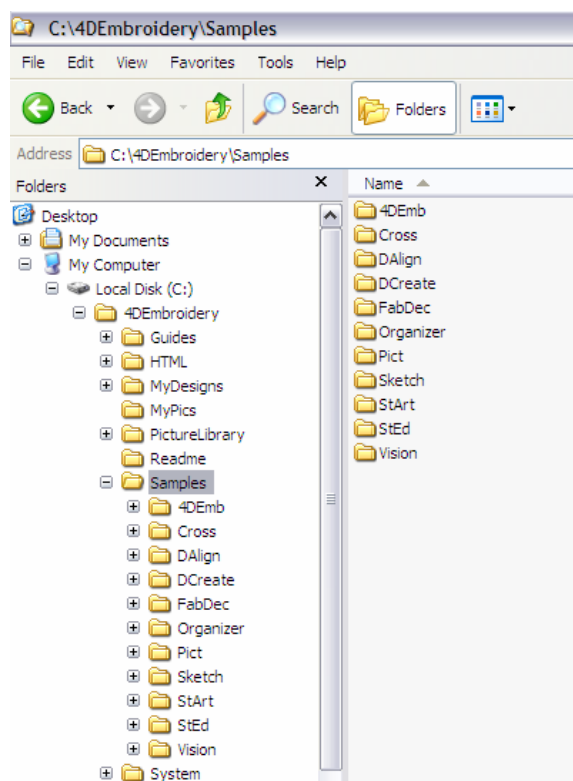 C:\4DEmbroidery\Samples
File Edit View Favorites Tools Help
Back Search Folders
Address C:\4DEmbroidery\Samples
Folders
Desktop
My Documents
My Computer
Local Disk (C:)
4DEmbroidery
Guides
HTML
MyDesigns
MyPics
PictureLibrary
Readme
Samples
4DEmb
Cross
DAlign
DCreate
FabDec
Organizer
Pict
Sketch
StArt
StEd
Vision
System
Name
4DEmb
Cross
DAlign
DCreate
FabDec
Organizer
Pict
Sketch
StArt
StEd
Vision